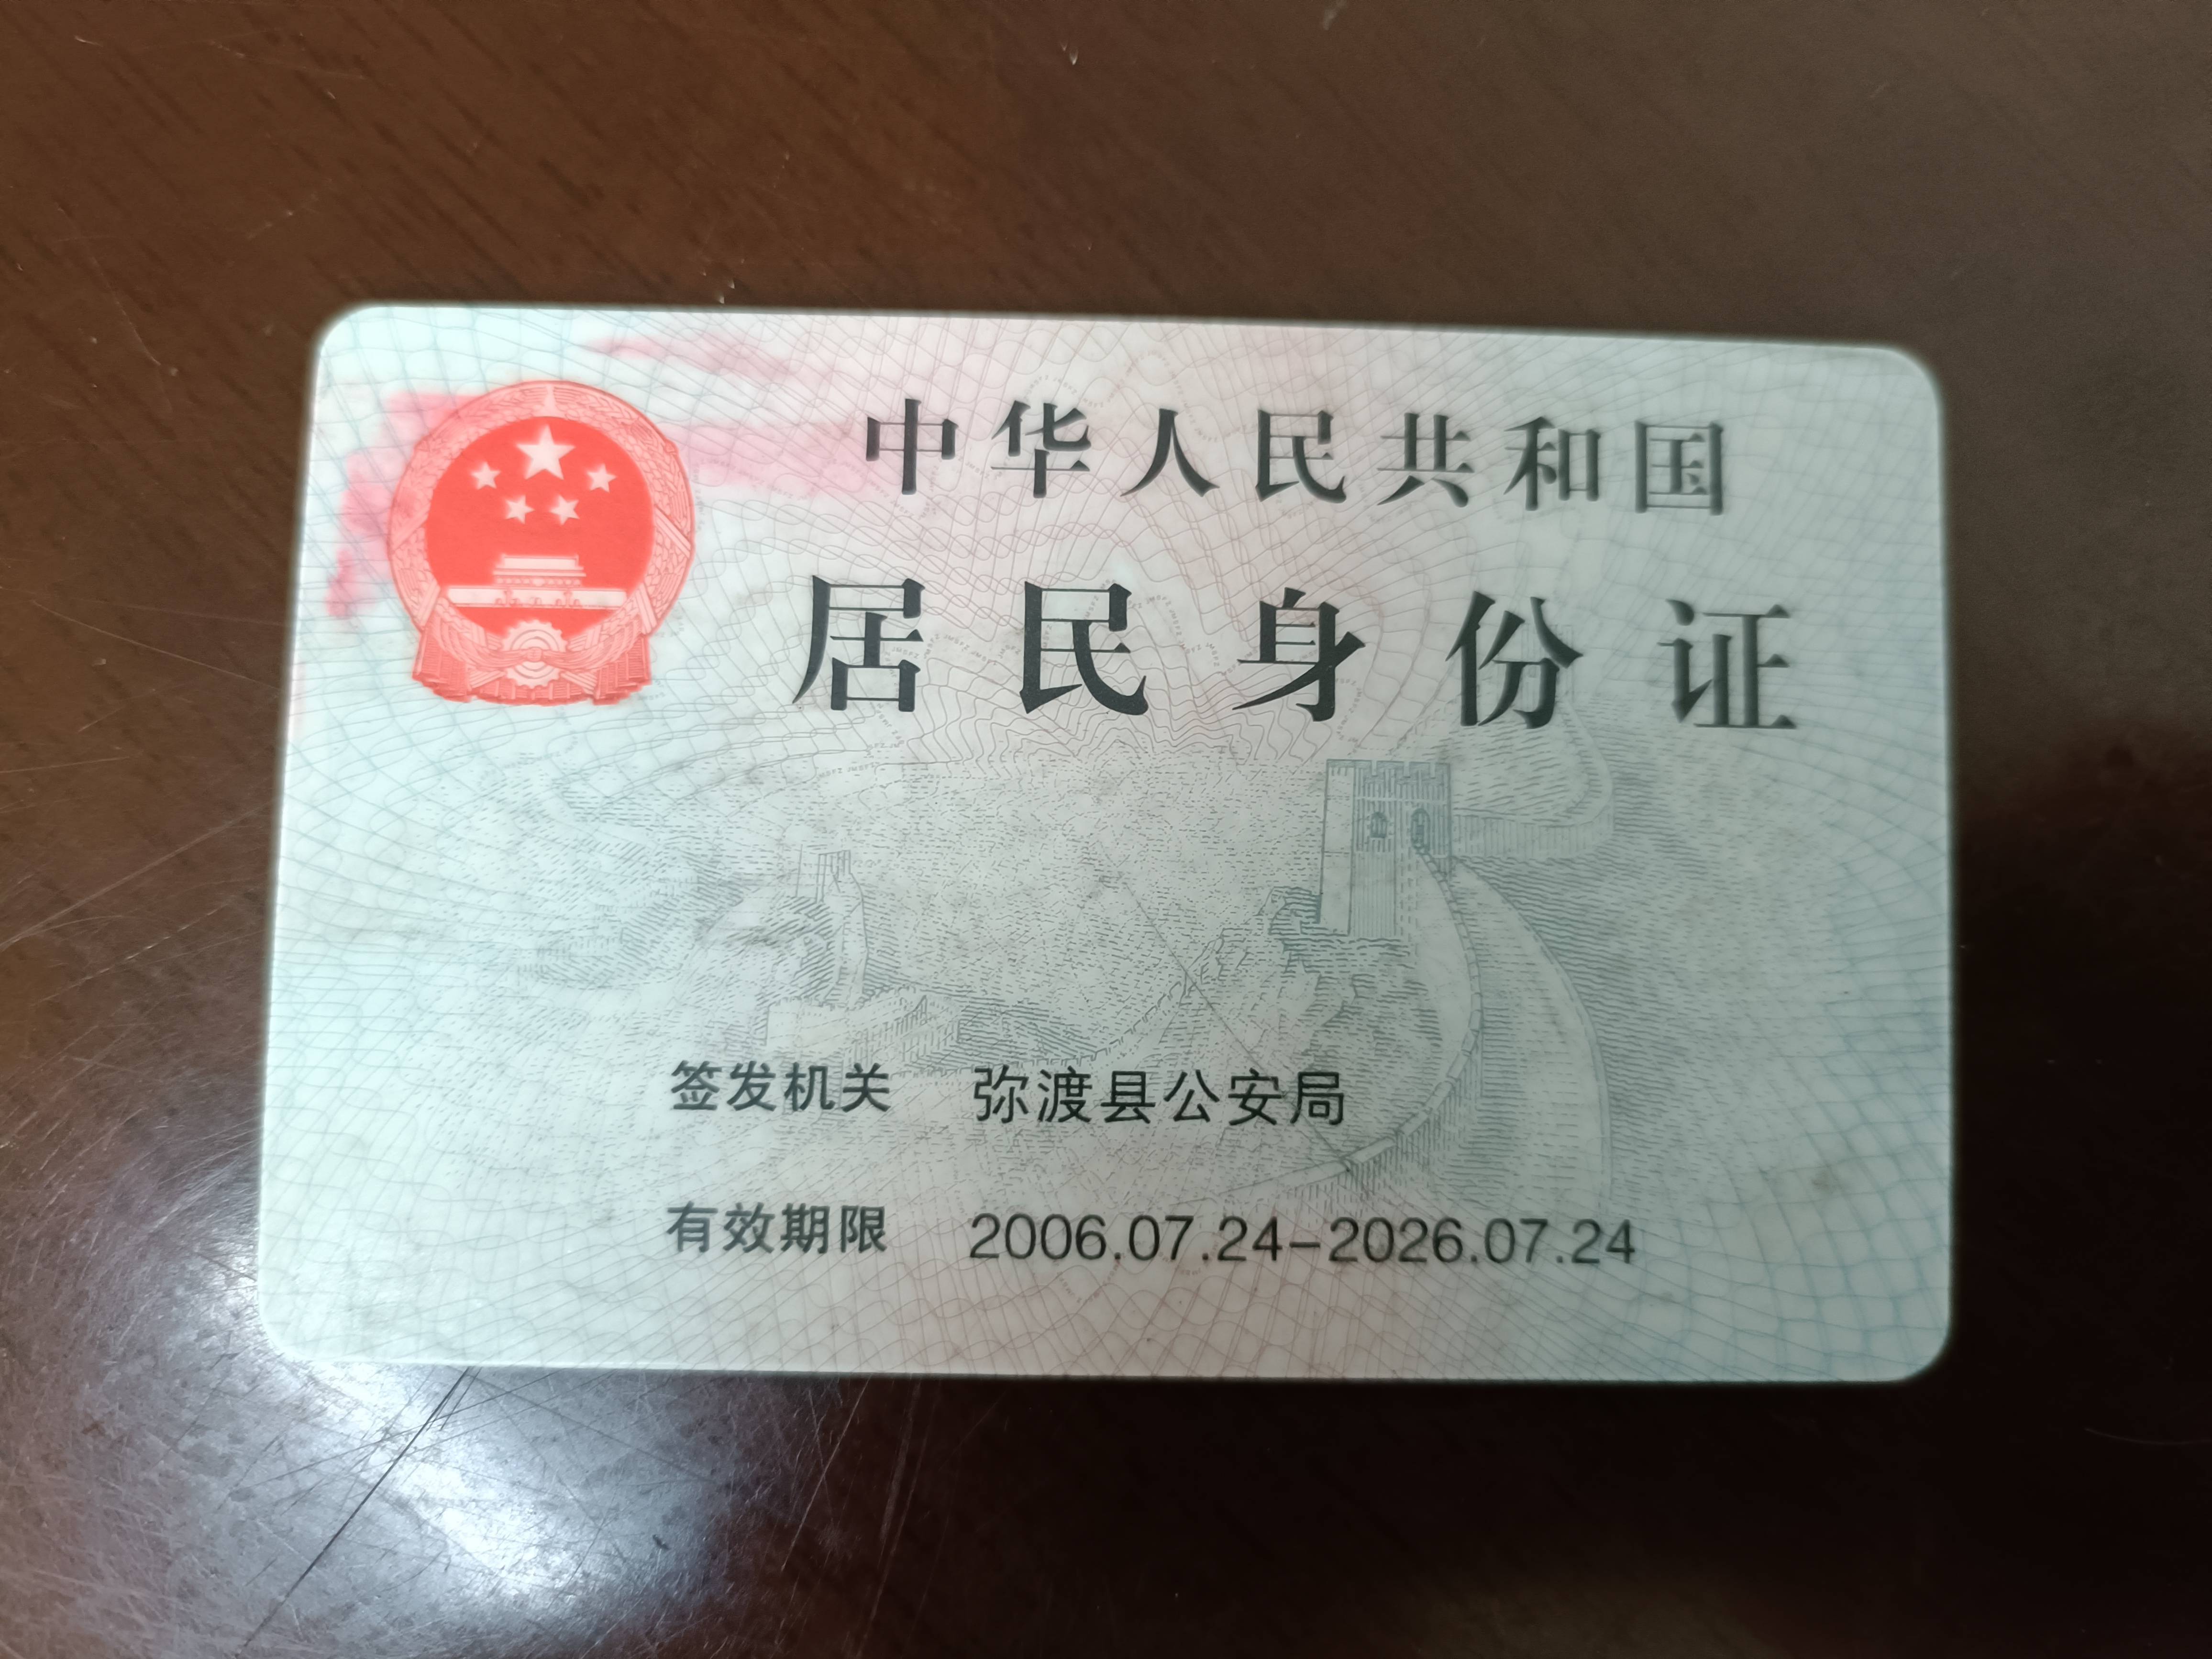 中华人民共和国
居民身份证
签发机关 弥渡县公安局
有效期限 2006.07.24-2026.07.24